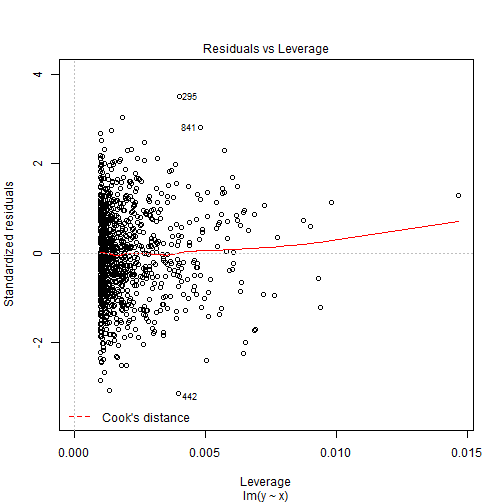 Residuals vs Leverage
4
2
0
-2
Standardized residuals
295
841
442
Cook's distance
0.000 0.005 0.010 0.015
Leverage
lm(y ~ x)